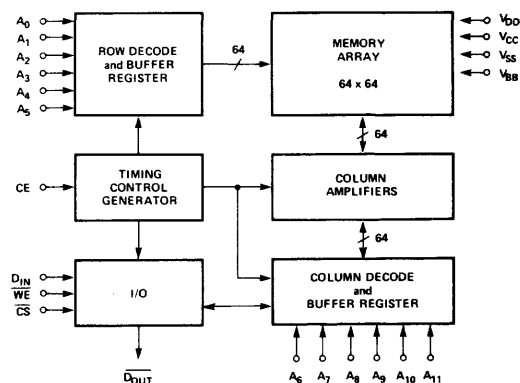 A0
A1
A2
A3
A4
A5
ROW DECODE
and BUFFER
REGISTER
64
MEMORY
ARRAY
64 x 64
VDD
VCC
VSS
VBB
64
CE
TIMING
CONTROL
GENERATOR
COLUMN
AMPLIFIERS
64
DIN
WE
CS
I/O
COLUMN DECODE
and
BUFFER REGISTER
DOUT
A6 A7 A8 A9 A10 A11